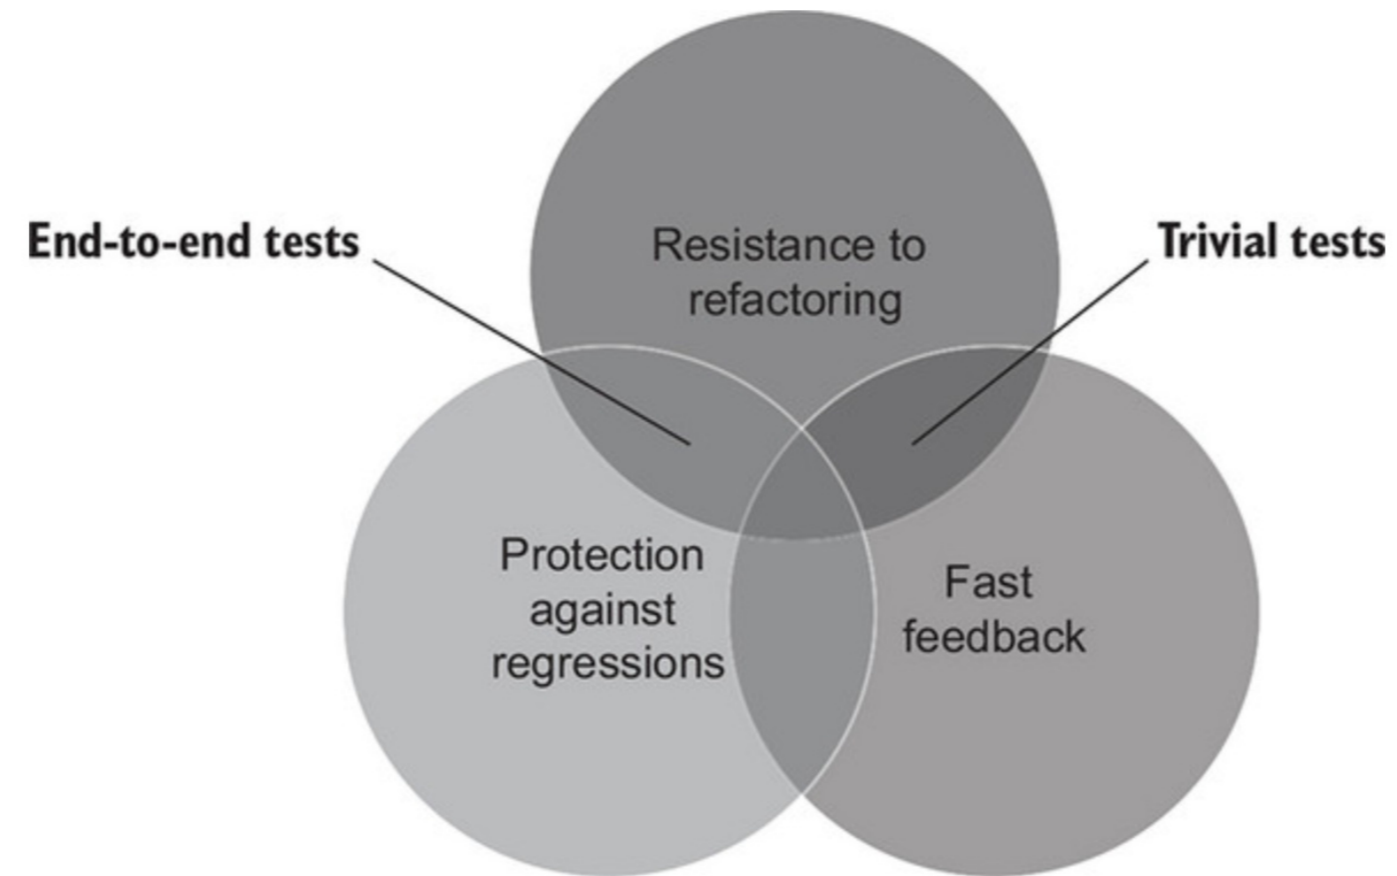 End-to-end tests
Trivial tests
Resistance to
refactoring
Protection
against
regressions
Fast
feedback